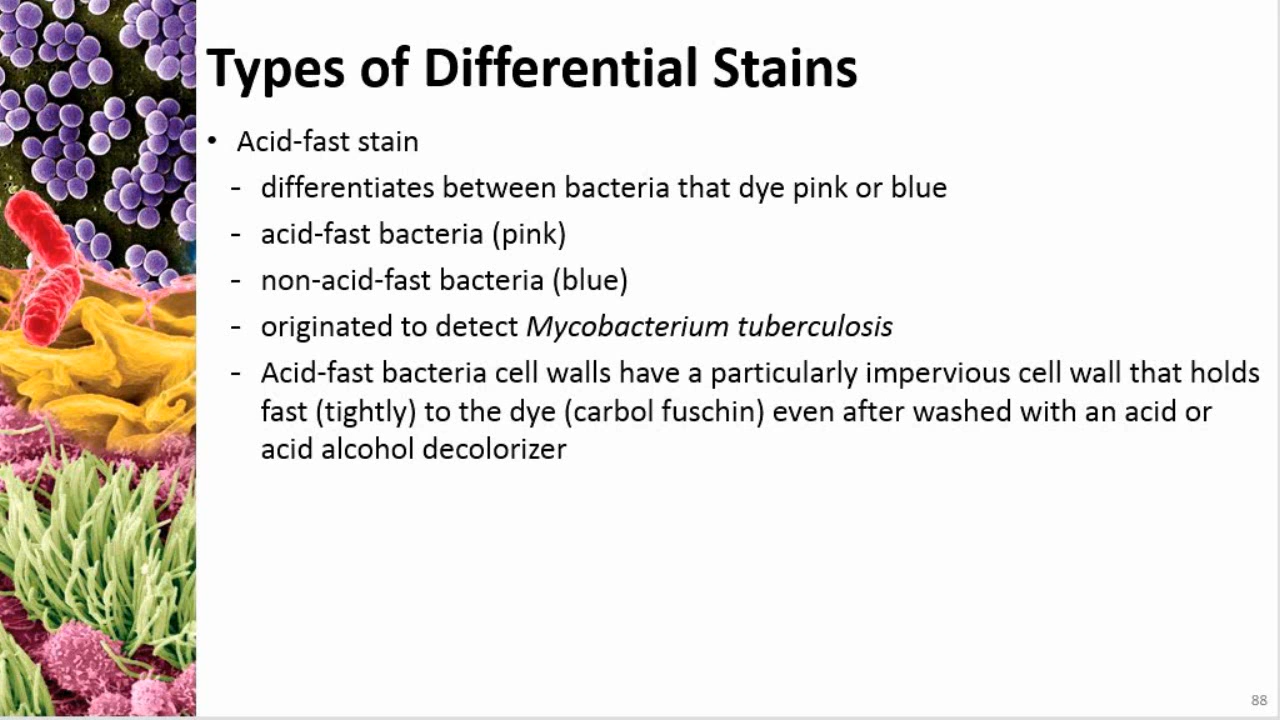 Types of Differential Stains
• Acid-fast stain
- differentiates between bacteria that dye pink or blue
- acid-fast bacteria (pink)
- non-acid-fast bacteria (blue)
- originated to detect Mycobacterium tuberculosis
- Acid-fast bacteria cell walls have a particularly impervious cell wall that holds
fast (tightly) to the dye (carbol fuschin) even after washed with an acid or
acid alcohol decolorizer
88